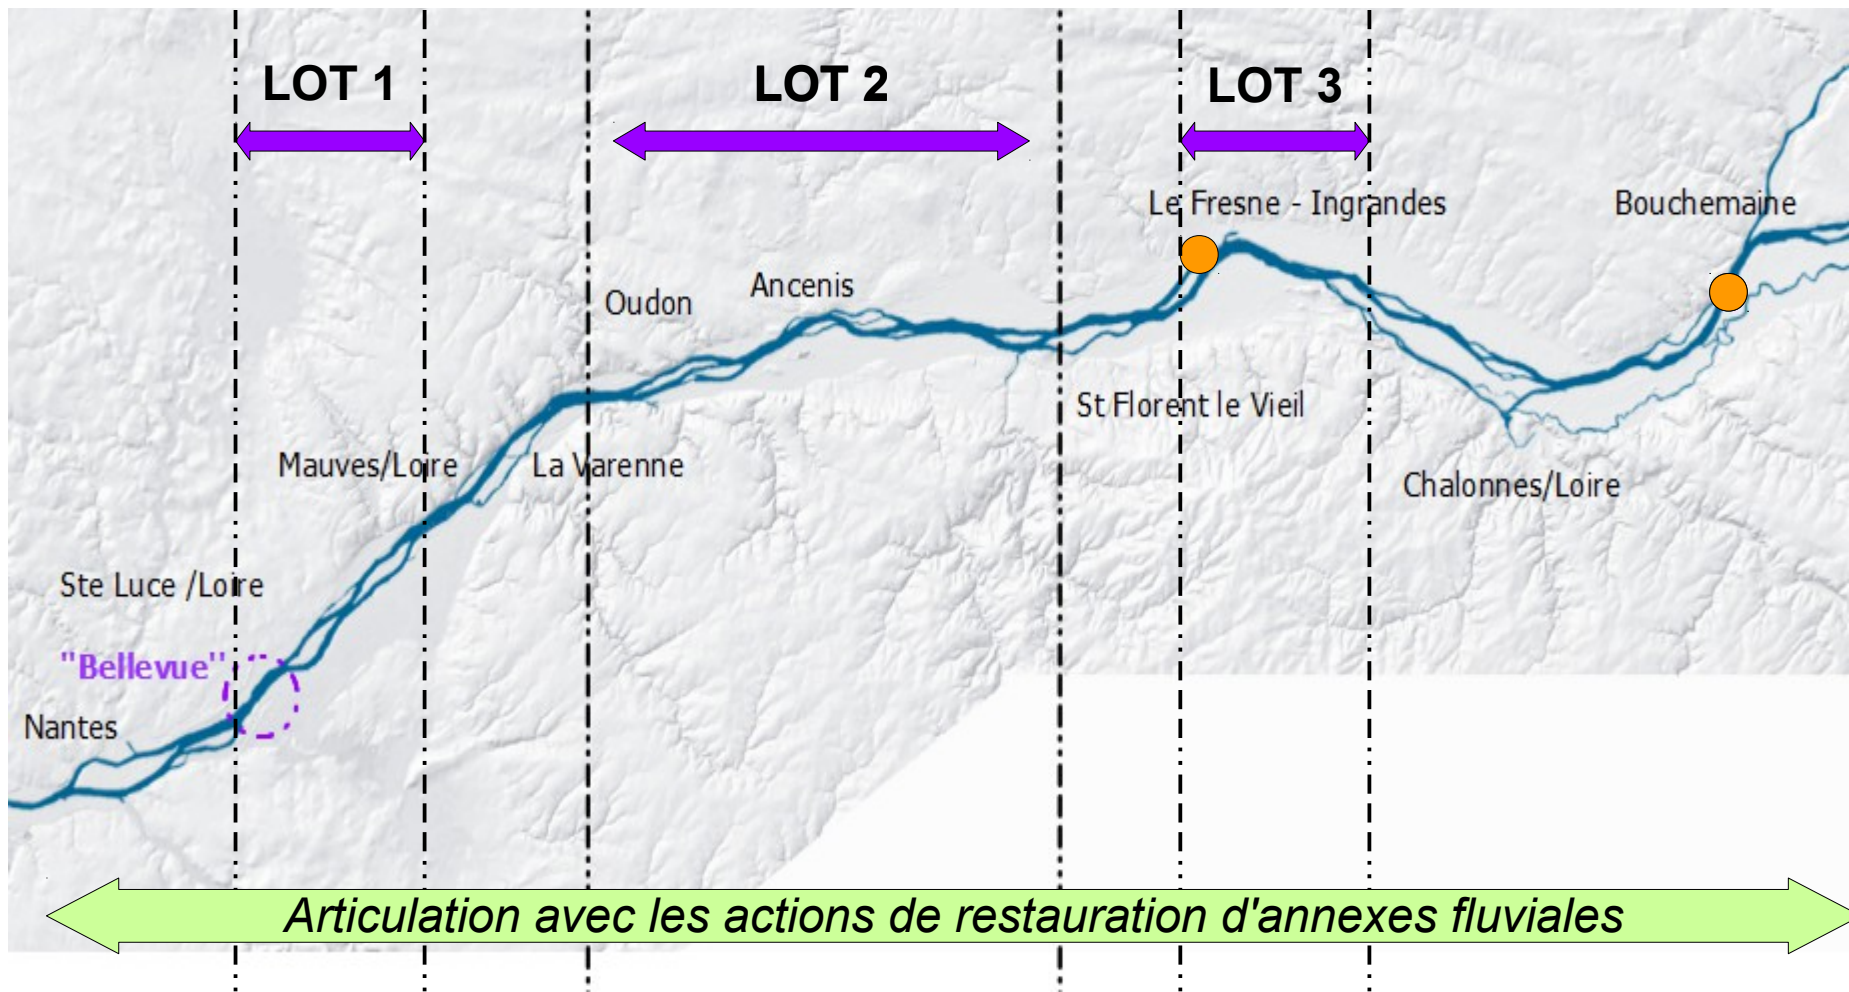 LOT 1
LOT 2
LOT 3
Le Fresne - Ingrandes
Bouchemaine
Ancenis
Oudon
St Florent le Vieil
Mauves/Loire
La Varenne
Chalonnes/Loire
Ste Luce /Loire
"Bellevue"
Nantes
Articulation avec les actions de restauration d'annexes fluviales